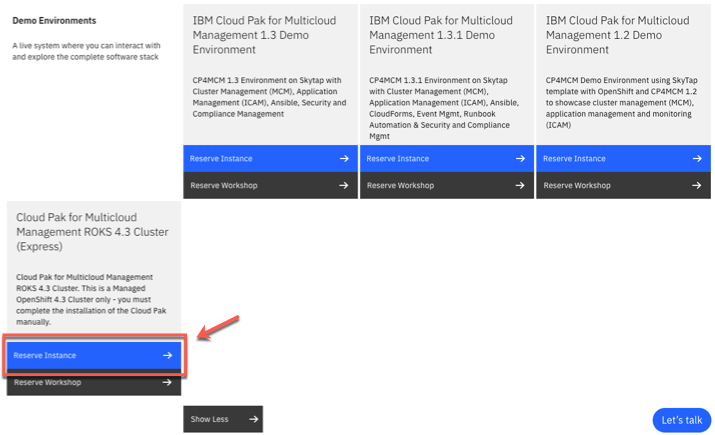 Demo Environments
A live system where you can interact with
and explore the complete software stack
IBM Cloud Pak for Multicloud
Management 1.3 Demo
Environment
CP4MCM 1.3 Environment on Skytap
with Cluster Management (MCM), Application
Management (ICAM), Ansible, Security and
Compliance Management
Reserve Instance
Reserve Workshop
IBM Cloud Pak for Multicloud
Management 1.3.1 Demo
Environment
CP4MCM 1.3.1 Environment on Skytap
with Cluster Management (MCM),
Application Management (ICAM), Ansible,
CloudForms, Event Mgmt, Runbook
Automation & Security and Compliance
Mgmt
Reserve Instance
Reserve Workshop
IBM Cloud Pak for Multicloud
Management 1.2 Demo
Environment
CP4MCM Demo Environment using SkyTap
template with OpenShift and CP4MCM 1.2
to showcase cluster management (MCM),
application management and monitoring
(ICAM)
Reserve Instance
Reserve Workshop
Cloud Pak for Multicloud
Management ROKS 4.3 Cluster
(Express)
Cloud Pak for Multicloud Management
ROKS 4.3 Cluster. This is a Managed
OpenShift 4.3 Cluster only - you must
complete the installation of the Cloud Pak
manually.
Reserve Instance
Reserve Workshop
Show Less
Let's talk